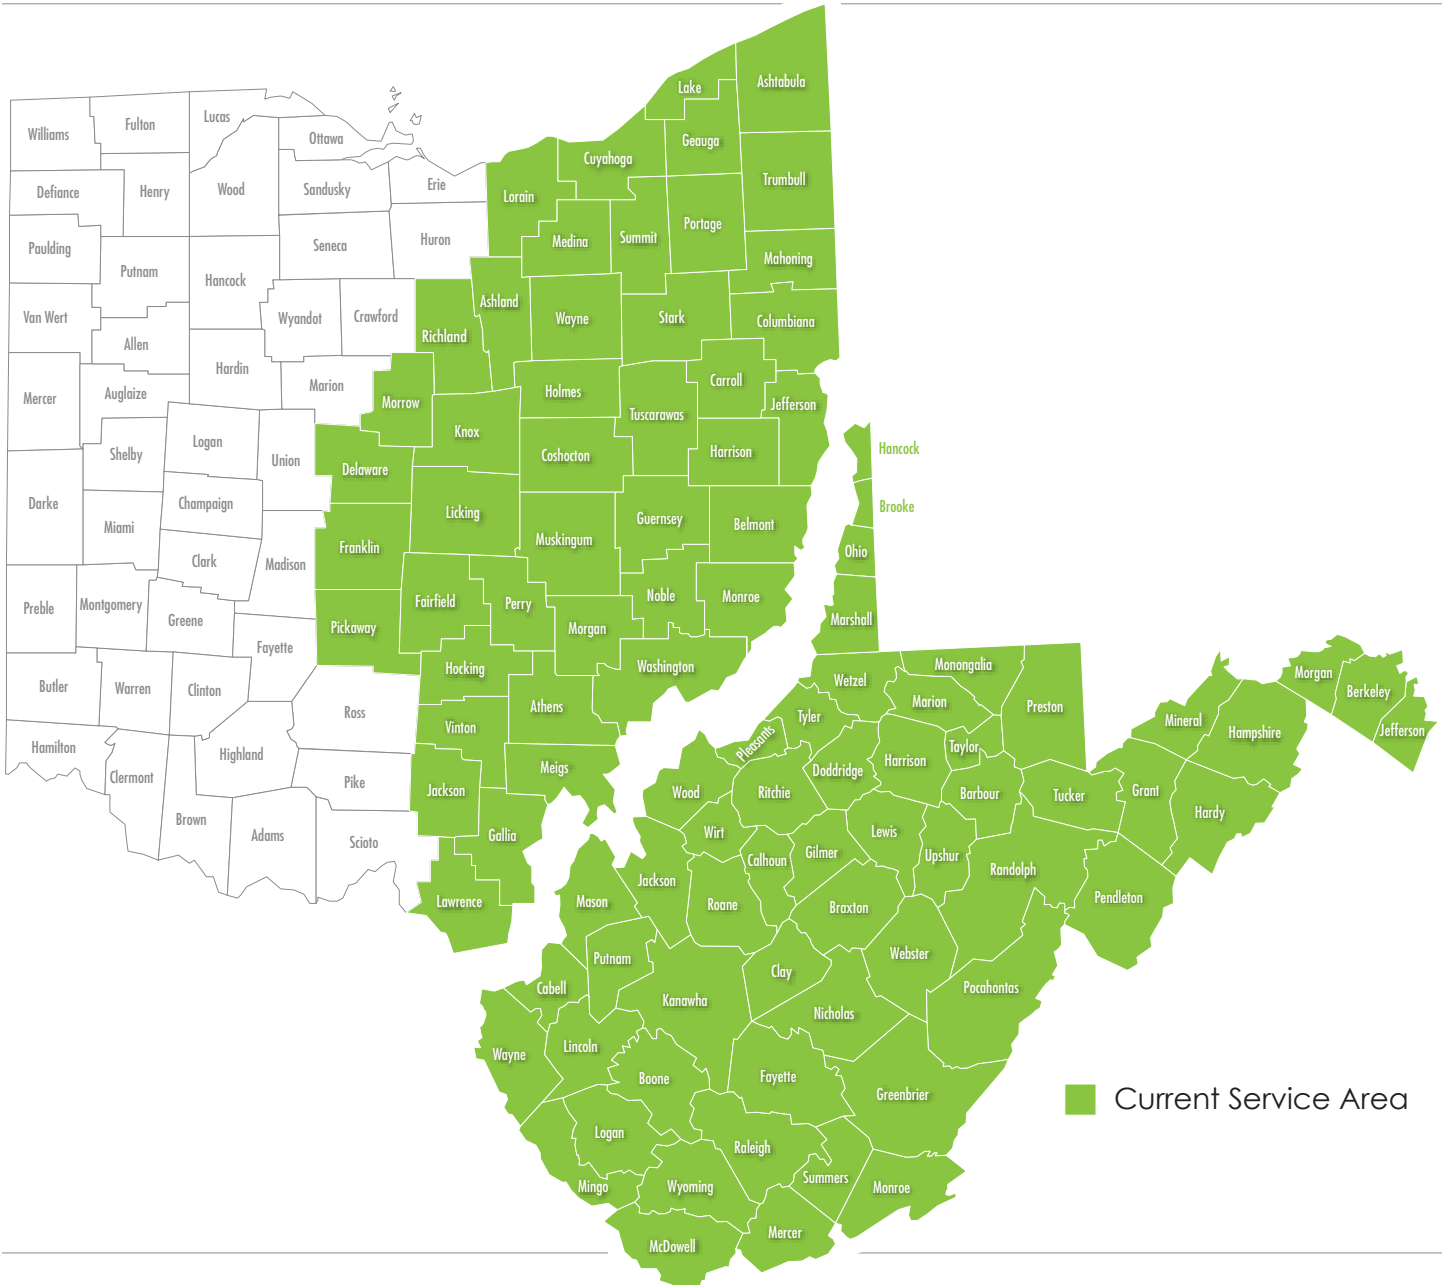 Ashtabula
Lake
Geauga
Cuyahoga
Trumbull
Lorain
Portage
Summit
Medina
Mahoning
Ashland
Wayne
Stark
Columbiana
Richland
Carroll
Holmes
Jefferson
Morrow
Tuscarawas
Knox
Harrison
Coshocton
Delaware
Licking
Guernsey
Belmont
Muskingum
Franklin
Fairfield
Perry
Noble
Monroe
Pickaway
Morgan
Hocking
Washington
Athens
Vinton
Meigs
Jackson
Gallia
Lawrence
Williams
Fulton
Lucas
Ottawa
Defiance
Henry
Wood
Sandusky
Erie
Paulding
Putnam
Hancock
Seneca
Huron
Van Wert
Allen
Wyandot
Crawford
Hardin
Marion
Mercer
Auglaize
Shelby
Logan
Union
Darke
Miami
Champaign
Clark
Madison
Preble
Montgomery
Greene
Fayette
Butler
Warren
Clinton
Ross
Hamilton
Clermont
Highland
Pike
Brown
Adams
Scioto
Hancock
Brooke
Ohio
Marshall
Wetzel
Monongalia
Marion
Preston
Tyler
Pleasants
Doddridge
Harrison
Taylor
Mineral
Hampshire
Morgan
Berkeley
Jefferson
Wood
Ritchie
Barbour
Tucker
Grant
Hardy
Wirt
Calhoun
Gilmer
Lewis
Upshur
Randolph
Pendleton
Jackson
Roane
Braxton
Mason
Webster
Putnam
Clay
Pocahontas
Cabell
Kanawha
Nicholas
Wayne
Lincoln
Boone
Fayette
Greenbrier
Logan
Raleigh
Mingo
Wyoming
Summers
Monroe
McDowell
Mercer
Current Service Area